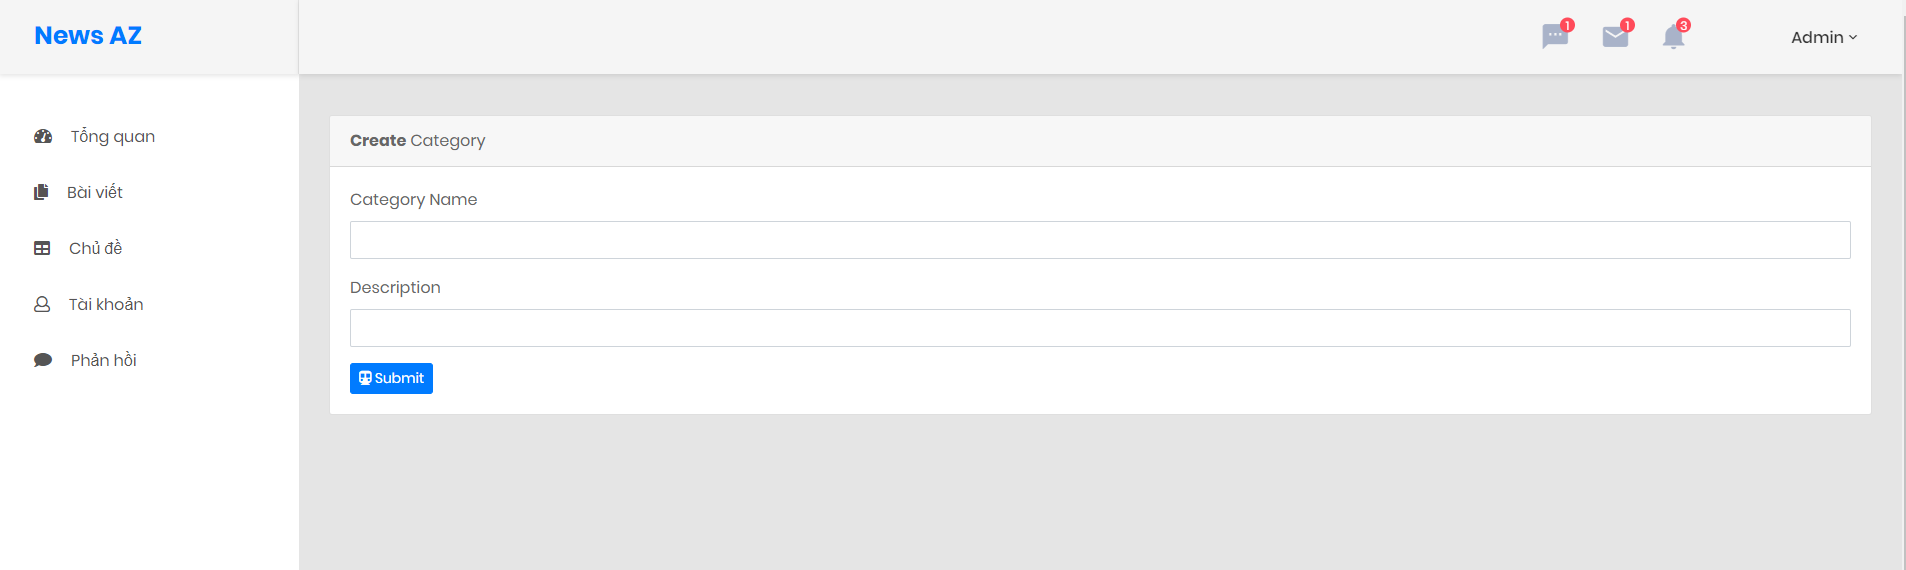 News AZ
1
1
3
Admin
Tổng quan
Bài viết
Chủ đề
Tài khoản
Phản hồi
Create Category
Category Name
Description
Submit